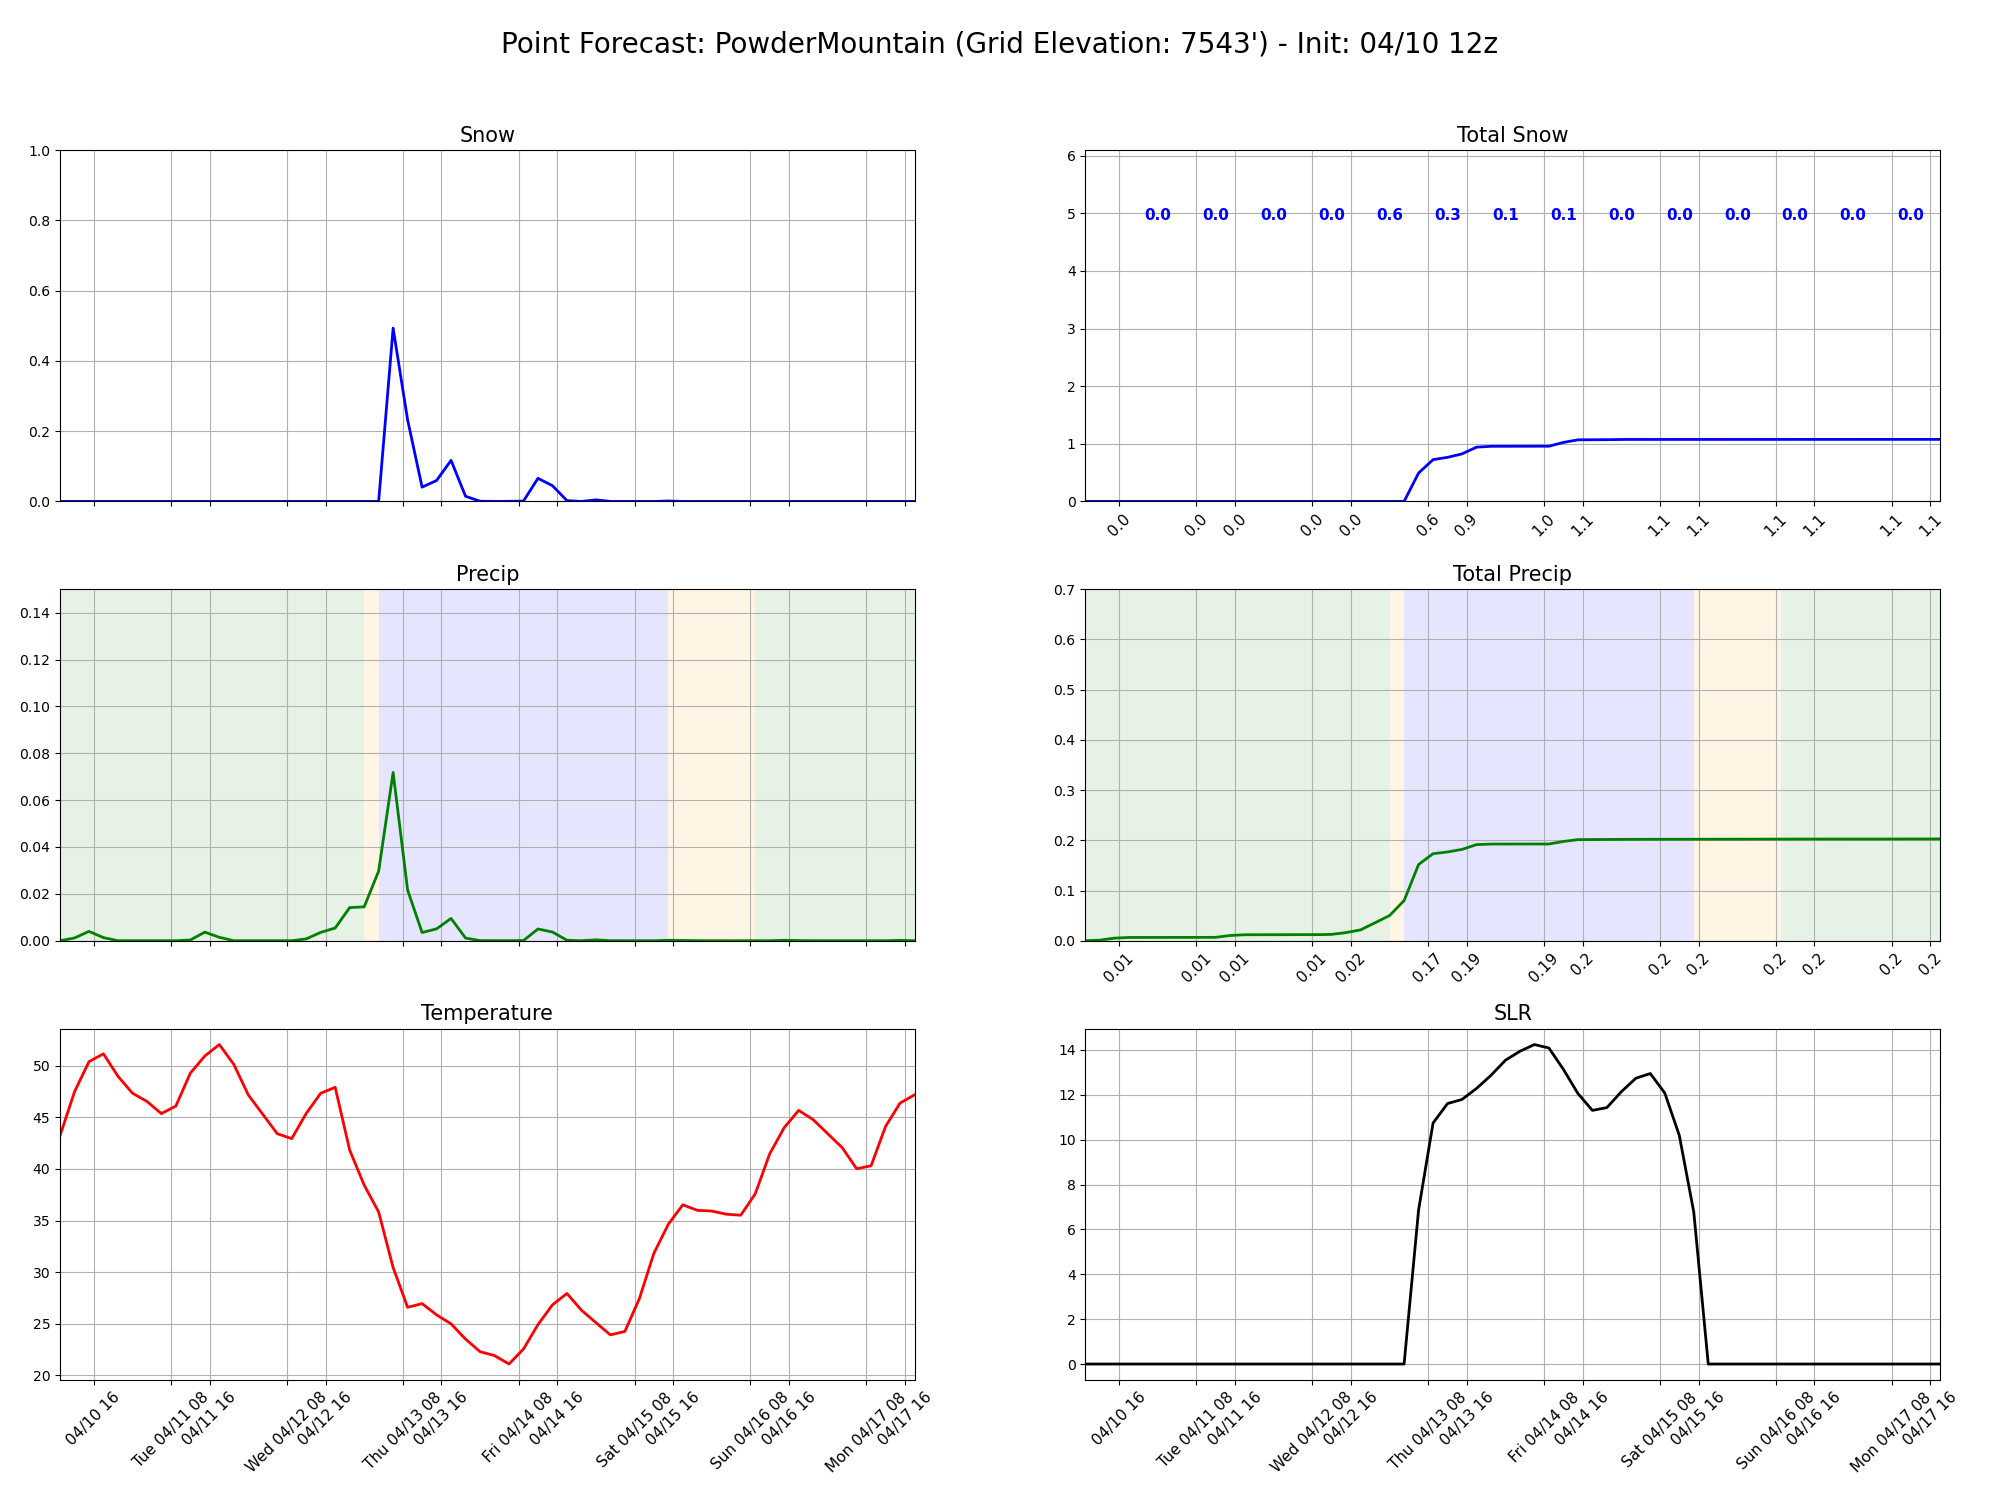 Point Forecast: PowderMountain (Grid Elevation: 7543') - Init: 04/10 12z
Snow
1.0
0.8
0.6
0.4
0.2
0.0
Total Snow
6
5
4
3
2
1
0
0.0 0.0 0.0 0.0 0.6 0.3 0.1 0.1 0.0 0.0 0.0 0.0 0.0 0.0
0.0 0.0 0.0 0.0 0.0 0.6 0.9 1.0 1.1 1.1 1.1 1.1 1.1 1.1 1.1
Precip
0.14
0.12
0.10
0.08
0.06
0.04
0.02
0.00
Total Precip
0.7
0.6
0.5
0.4
0.3
0.2
0.1
0.0
0.01 0.01 0.01 0.01 0.02 0.17 0.19 0.19 0.2 0.2 0.2 0.2 0.2 0.2 0.2
Temperature
50
45
40
35
30
25
20
04/10 16
Tue 04/11 08
04/11 16
Wed 04/12 08
04/12 16
Thu 04/13 08
04/13 16
Fri 04/14 08
04/14 16
Sat 04/15 08
04/15 16
Sun 04/16 08
04/16 16
Mon 04/17 08
04/17 16
SLR
14
12
10
8
6
4
2
0
04/10 16
Tue 04/11 08
04/11 16
Wed 04/12 08
04/12 16
Thu 04/13 08
04/13 16
Fri 04/14 08
04/14 16
Sat 04/15 08
04/15 16
Sun 04/16 08
04/16 16
Mon 04/17 08
04/17 16